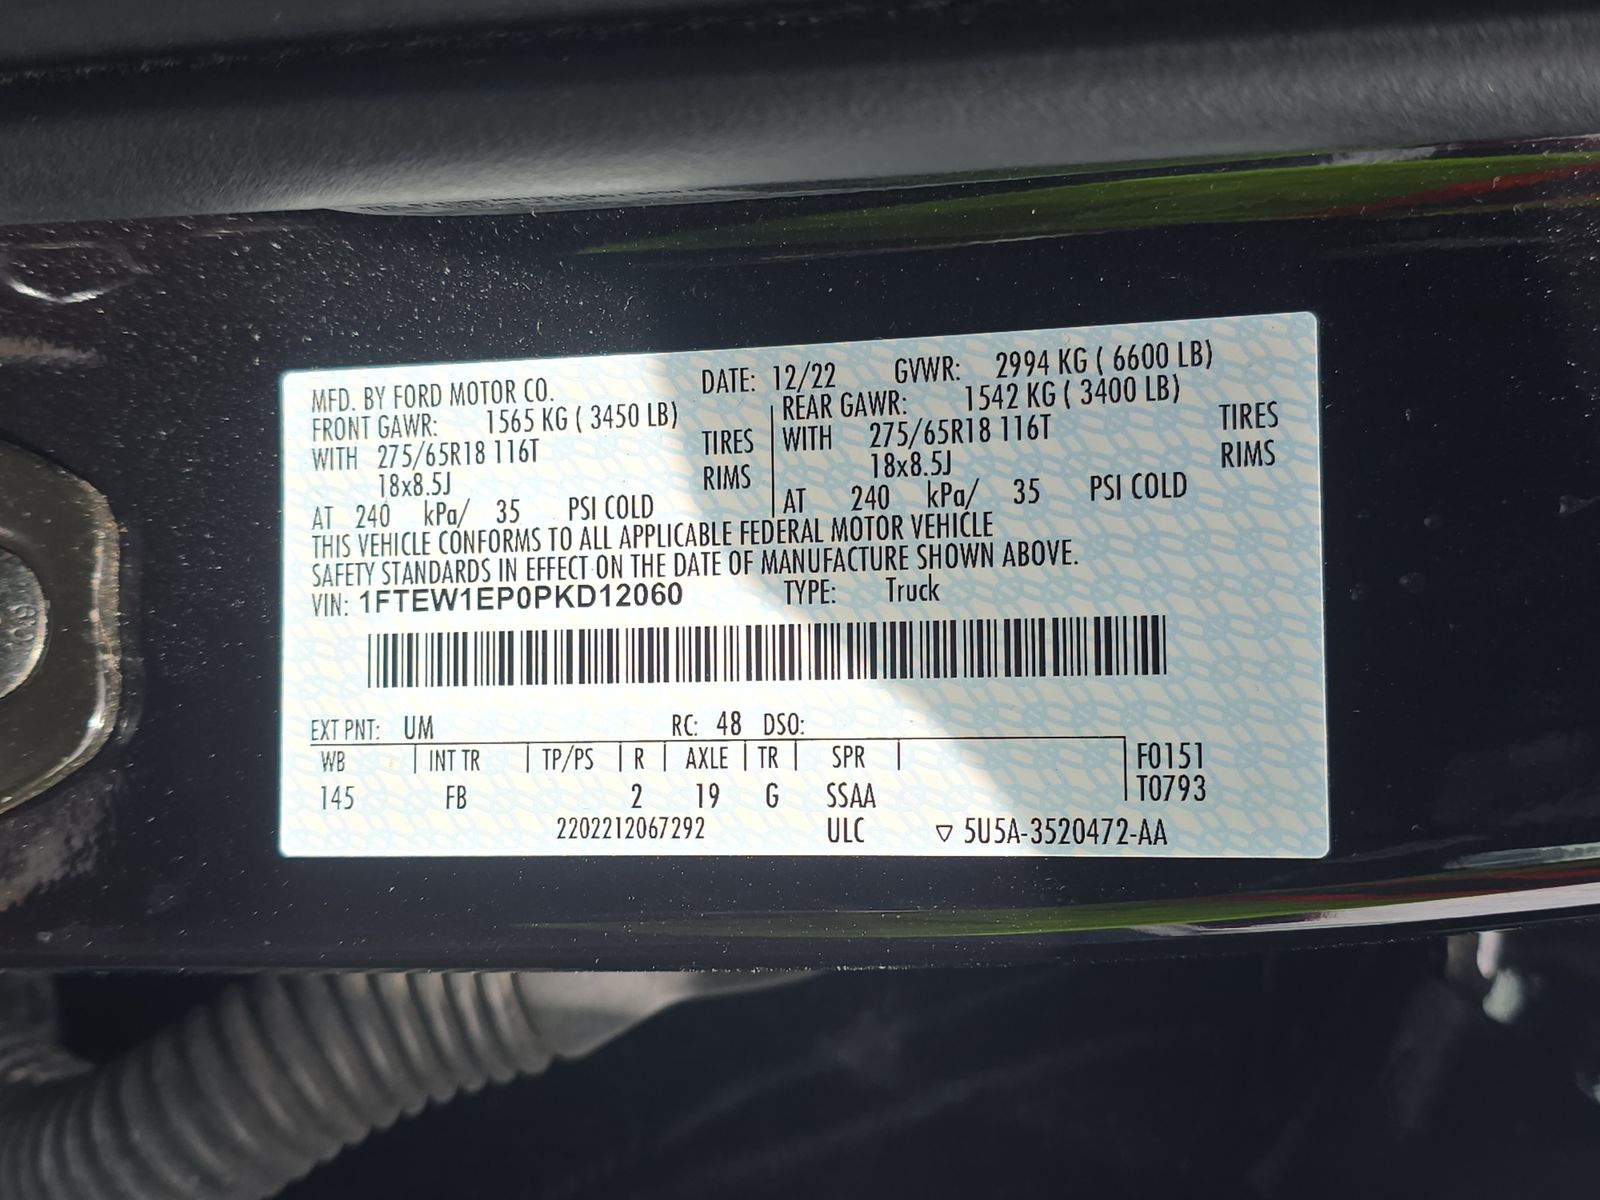 MFD. BY FORD MOTOR CO. DATE: 12/22 GVWR: 2994 KG ( 6600 LB)
FRONT GAWR: 1565 KG ( 3450 LB) REAR GAWR: 1542 KG ( 3400 LB)
WITH 275/65R18 116T TIRES WITH 275/65R18 116T TIRES
18x8.5J RIMS 18x8.5J RIMS
AT 240 kPa/ 35 PSI COLD AT 240 kPa/ 35 PSI COLD
THIS VEHICLE CONFORMS TO ALL APPLICABLE FEDERAL MOTOR VEHICLE
SAFETY STANDARDS IN EFFECT ON THE DATE OF MANUFACTURE SHOWN ABOVE.
VIN: 1FTEW1EP0PKD12060 TYPE: Truck
EXT PNT: UM RC: 48 DSO:
WB INT TR TP/PS R AXLE TR SPR F0151
145 FB 2 19 G SSAA T0793
2202212067292 ULC ▽ 5U5A-3520472-AA